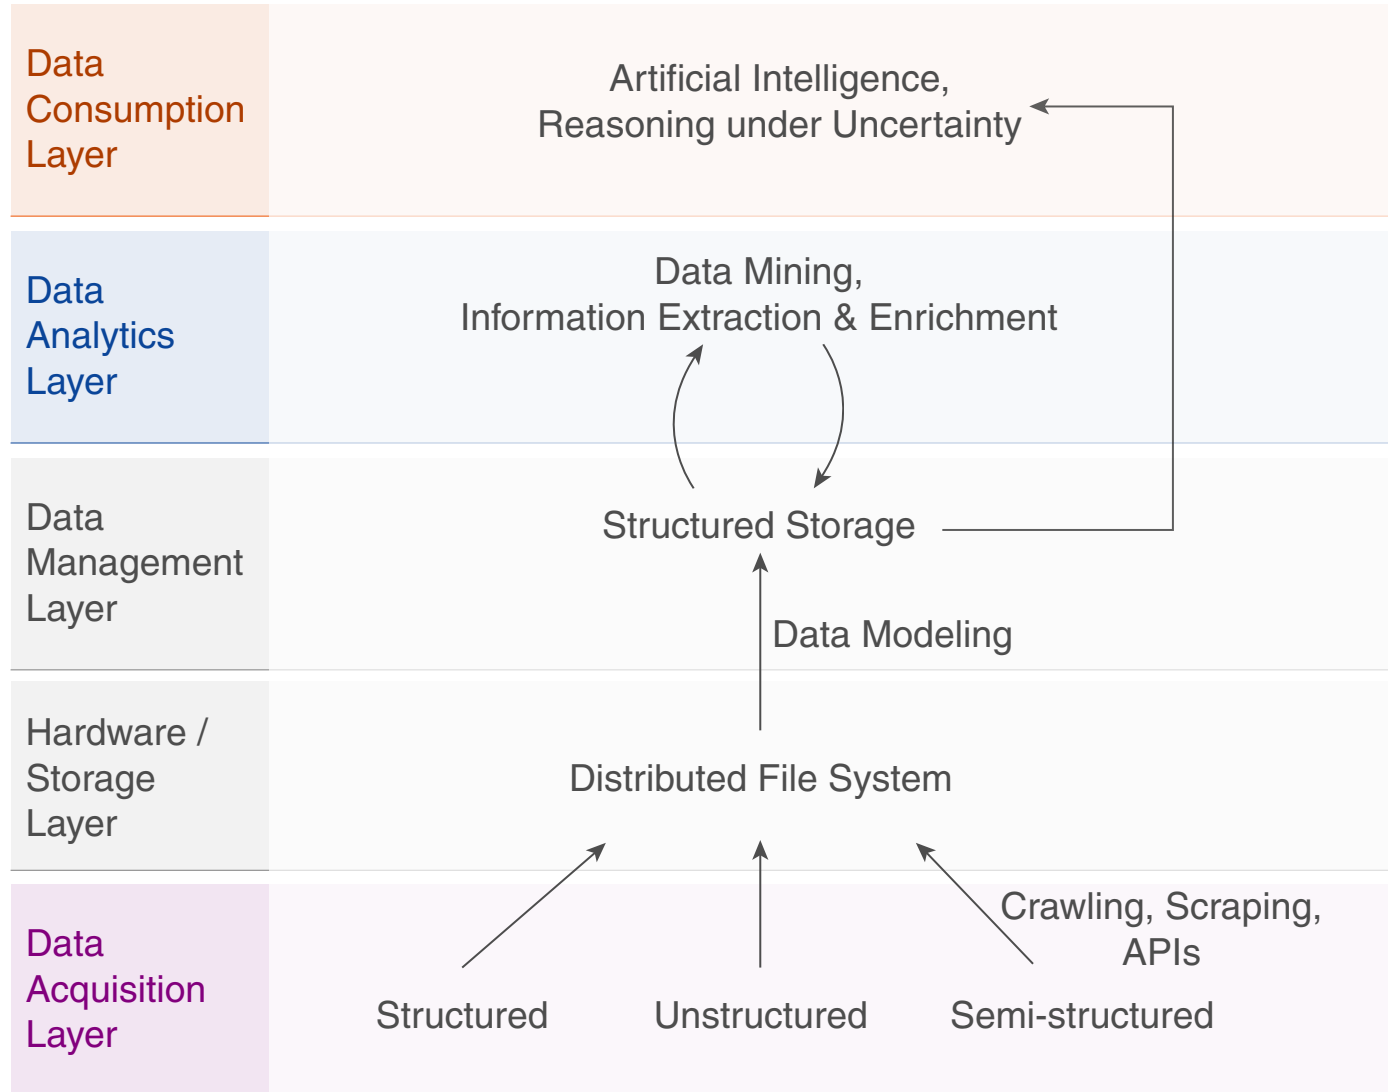 Data
Consumption
Layer
Artificial Intelligence,
Reasoning under Uncertainty
Data
Analytics
Layer
Data Mining,
Information Extraction & Enrichment
Data
Management
Layer
Structured Storage
Data Modeling
Hardware /
Storage
Layer
Distributed File System
Data
Acquisition
Layer
Crawling, Scraping,
APIs
Structured
Unstructured
Semi-structured